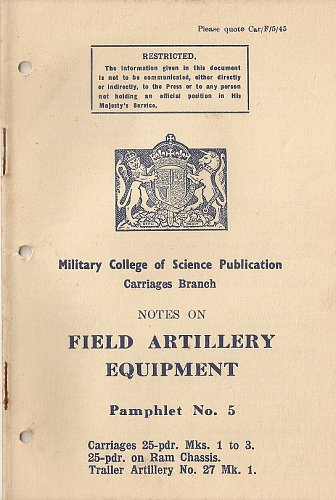 Please quote Car/F/5/45
RESTRICTED.
The information given in this document
is not to be communicated, either directly
or indirectly, to the Press or to any person
not holding an official position in His
Majesty's Service.
Military College of Science Publication
Carriages Branch
NOTES ON
FIELD ARTILLERY
EQUIPMENT
Pamphlet No. 5
Carriages 25-pdr. Mks. 1 to 3.
25-pdr. on Ram Chassis.
Trailer Artillery No. 27 Mk. 1.